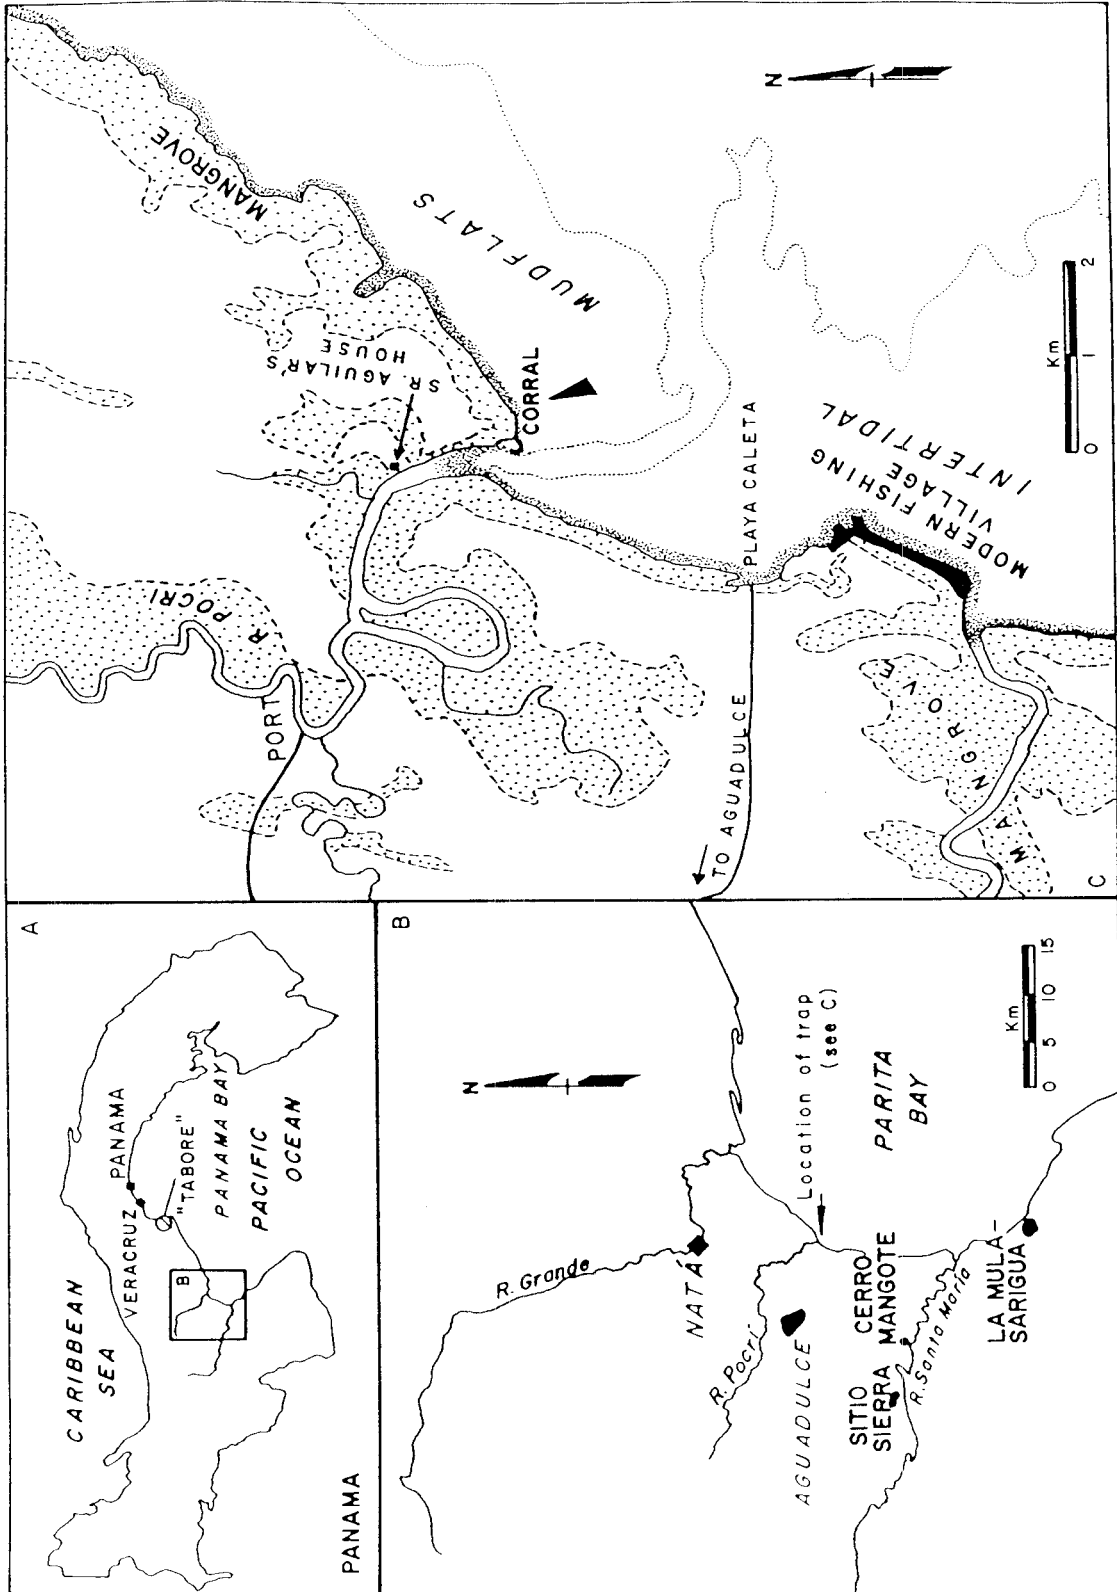 A
CARIBBEAN
SEA
PANAMA
VERACRUZ
"TABORE"
PANAMA BAY
PACIFIC
OCEAN
B
PANAMA
B
N
R. Grande
NATÁ
R. Pocrí
AGUADULCE
Location of trap
(see C)
PARITA
BAY
SITIO
SIERRA
CERRO
MANGOTE
R. Santa María
LA MULA-
SARIGUA
Km
0 5 10 15
C
MANGROVE
R POCRI
PORT
SR. AGUILAR'S
HOUSE
CORRAL
MUDFLATS
N
TO AGUADULCE
PLAYA CALETA
INTERTIDAL
MODERN FISHING
VILLAGE
MANGROVE
Km
0 1 2